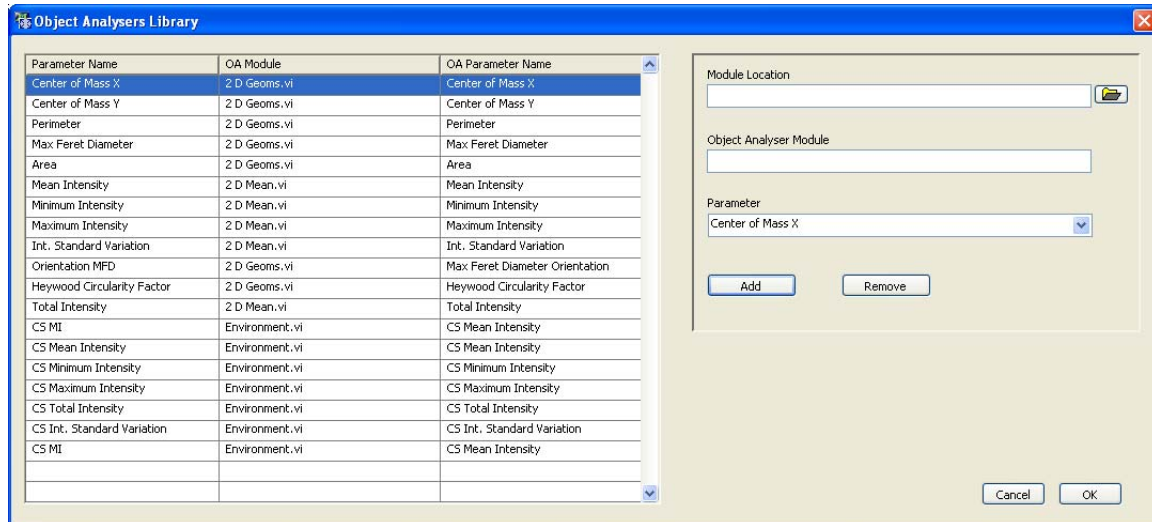 Object Analysers Library
Parameter Name OA Module OA Parameter Name
Center of Mass X 2 D Geoms.vi Center of Mass X
Center of Mass Y 2 D Geoms.vi Center of Mass Y
Perimeter 2 D Geoms.vi Perimeter
Max Feret Diameter 2 D Geoms.vi Max Feret Diameter
Area 2 D Geoms.vi Area
Mean Intensity 2 D Mean.vi Mean Intensity
Minimum Intensity 2 D Mean.vi Minimum Intensity
Maximum Intensity 2 D Mean.vi Maximum Intensity
Int. Standard Variation 2 D Mean.vi Int. Standard Variation
Orientation MFD 2 D Geoms.vi Max Feret Diameter Orientation
Heywood Circularity Factor 2 D Geoms.vi Heywood Circularity Factor
Total Intensity 2 D Mean.vi Total Intensity
CS MI Environment.vi CS Mean Intensity
CS Mean Intensity Environment.vi CS Mean Intensity
CS Minimum Intensity Environment.vi CS Minimum Intensity
CS Maximum Intensity Environment.vi CS Maximum Intensity
CS Total Intensity Environment.vi CS Total Intensity
CS Int. Standard Variation Environment.vi CS Int. Standard Variation
CS MI Environment.vi CS Mean Intensity
Module Location
Object Analyser Module
Parameter
Center of Mass X
Add Remove
Cancel OK